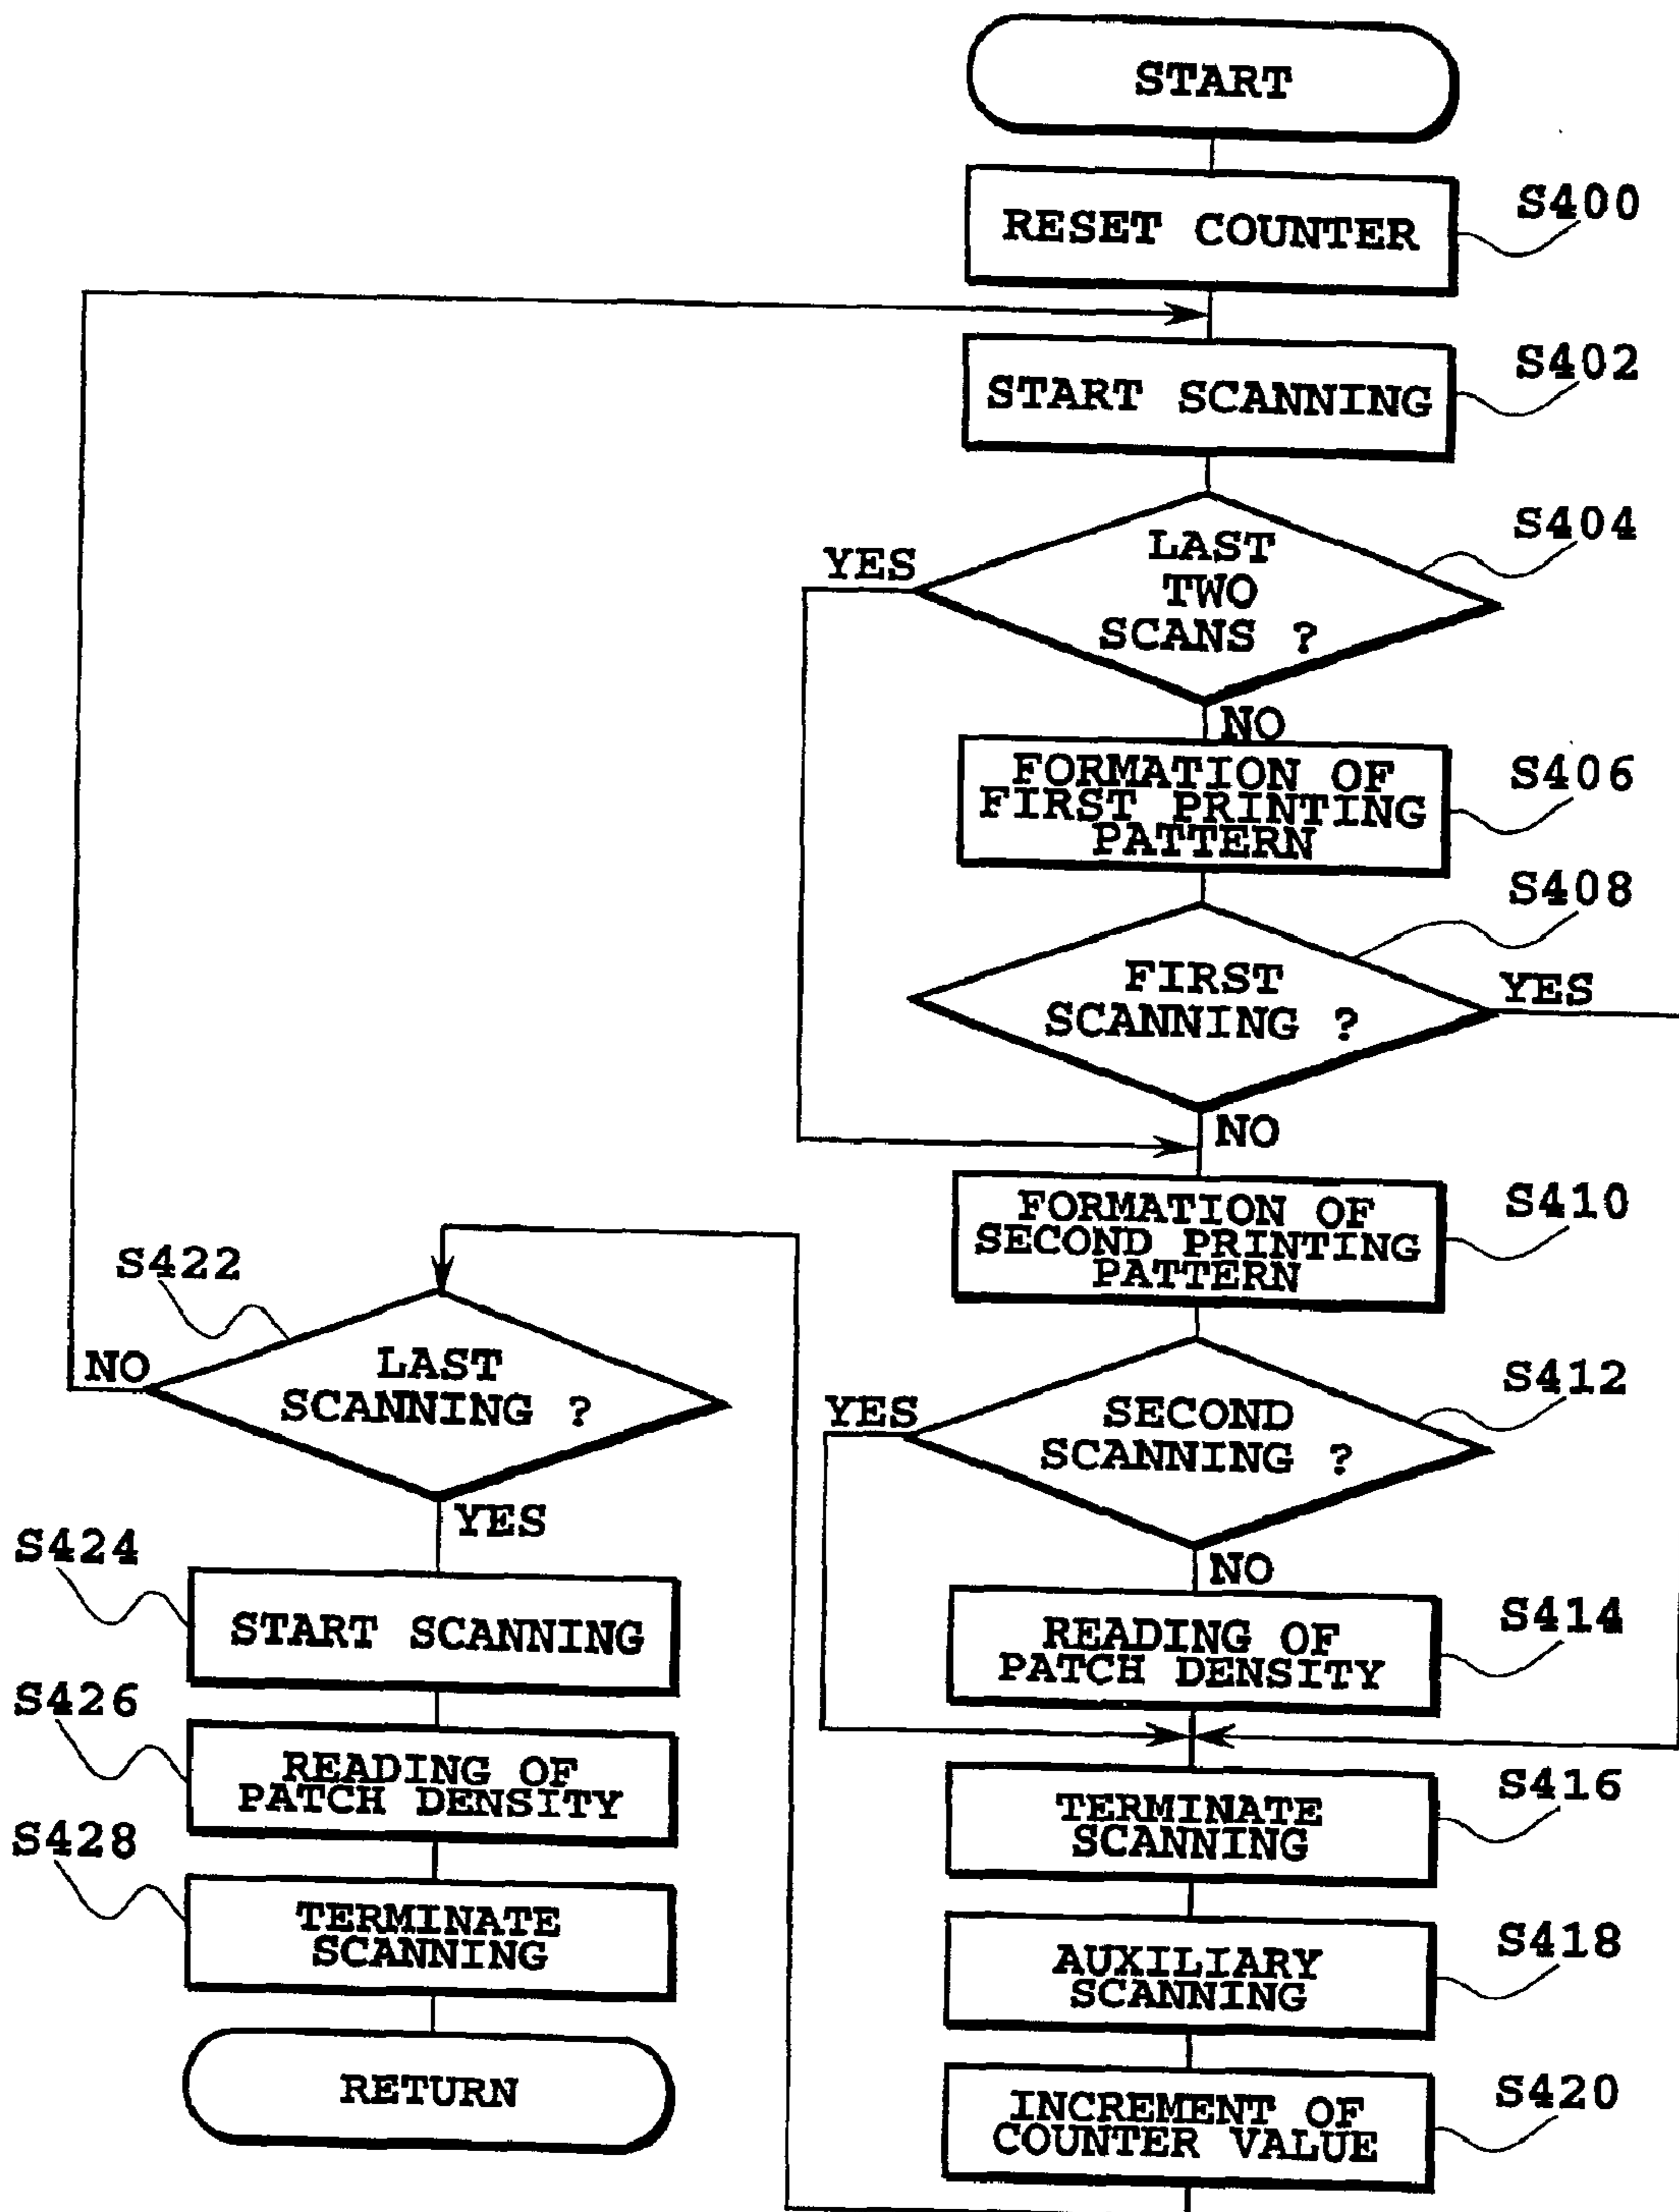 START
RESET COUNTER
S400
START SCANNING
S402
LAST
TWO
SCANS ?
S404
YES
NO
FORMATION OF
FIRST PRINTING
PATTERN
S406
FIRST
SCANNING ?
S408
YES
NO
FORMATION OF
SECOND PRINTING
PATTERN
S410
SECOND
SCANNING ?
S412
YES
NO
READING OF
PATCH DENSITY
S414
TERMINATE
SCANNING
S416
AUXILIARY
SCANNING
S418
INCREMENT OF
COUNTER VALUE
S420
S422
LAST
SCANNING ?
NO
YES
S424
START SCANNING
S426
READING OF
PATCH DENSITY
S428
TERMINATE
SCANNING
RETURN